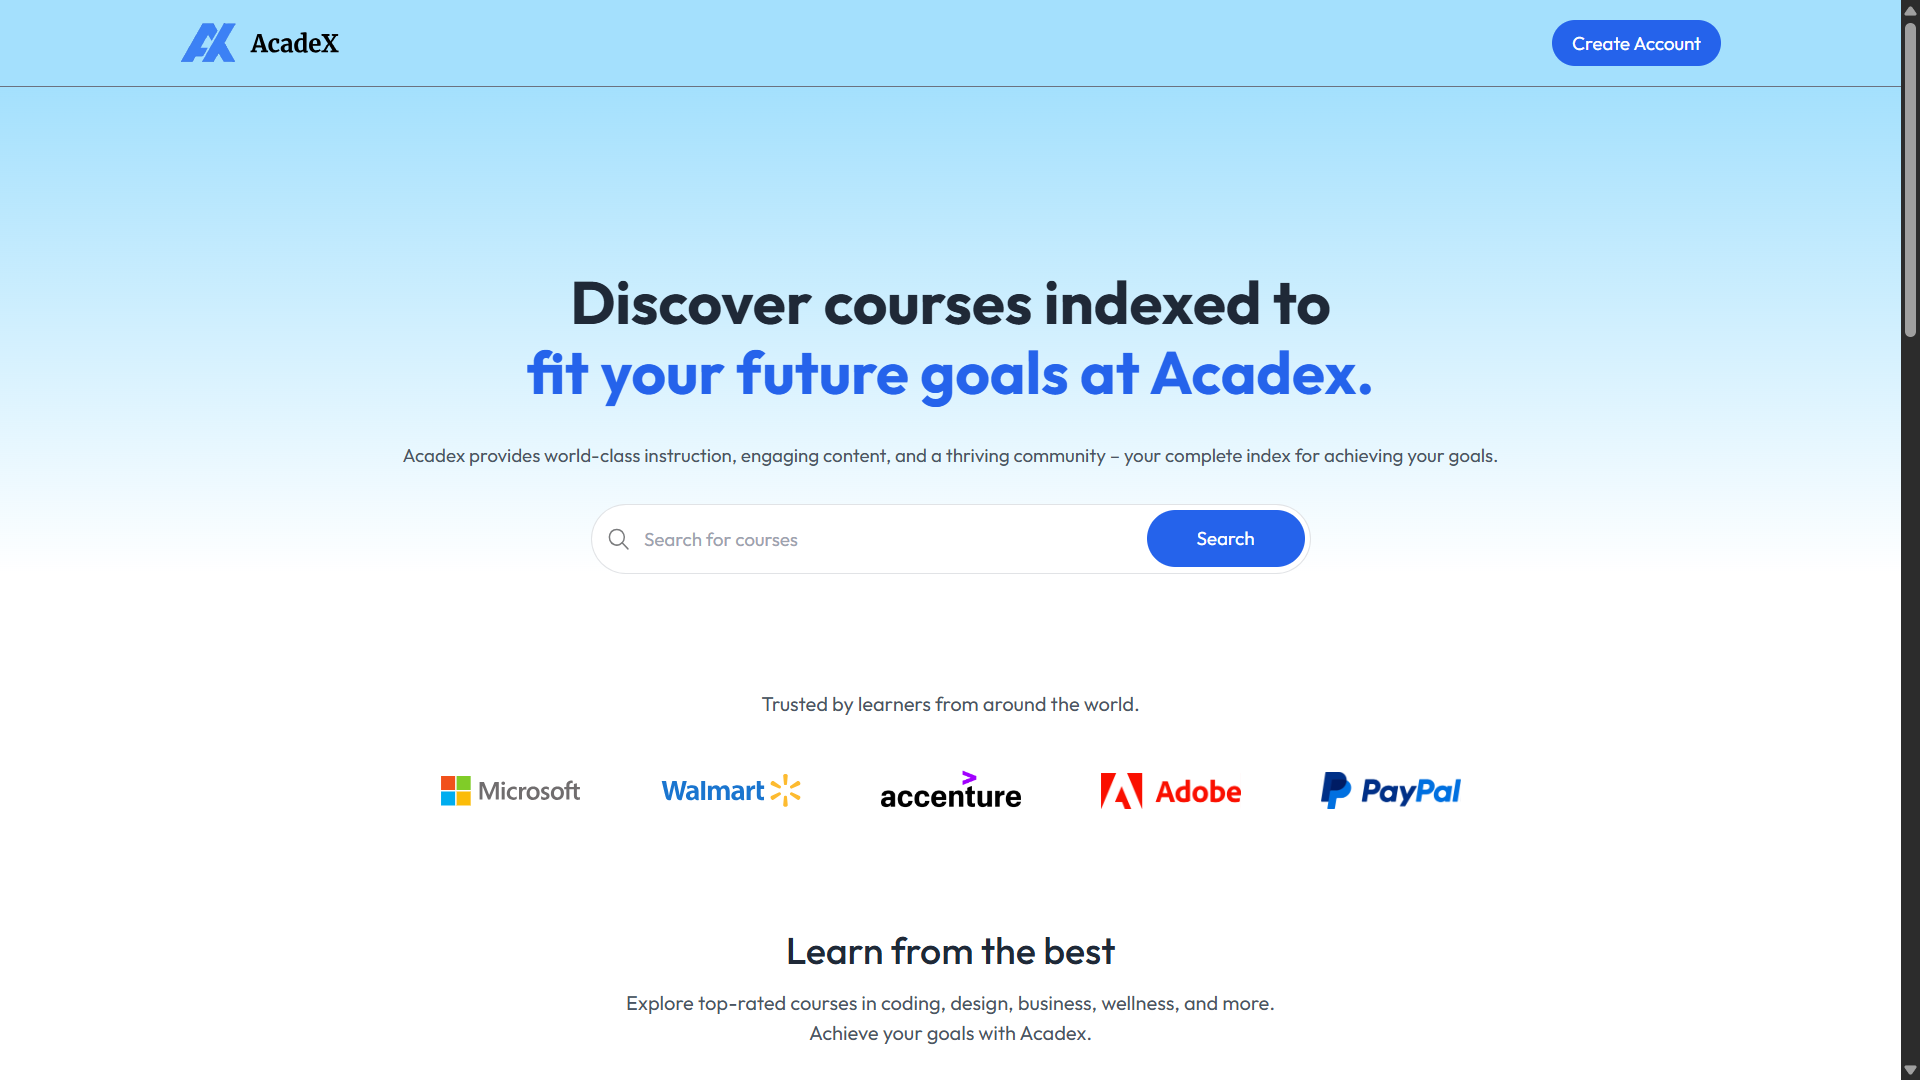 AcadeX
Create Account
Discover courses indexed to
fit your future goals at Acadex.
Acadex provides world-class instruction, engaging content, and a thriving community – your complete index for achieving your goals.
Search for courses
Search
Trusted by learners from around the world.
Microsoft
Walmart
accenture
Adobe
PayPal
Learn from the best
Explore top-rated courses in coding, design, business, wellness, and more.
Achieve your goals with Acadex.